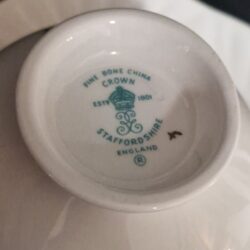 FINE BONE CHINA
CROWN
ESTD 1801
STAFFORDSHIRE
ENGLAND
R